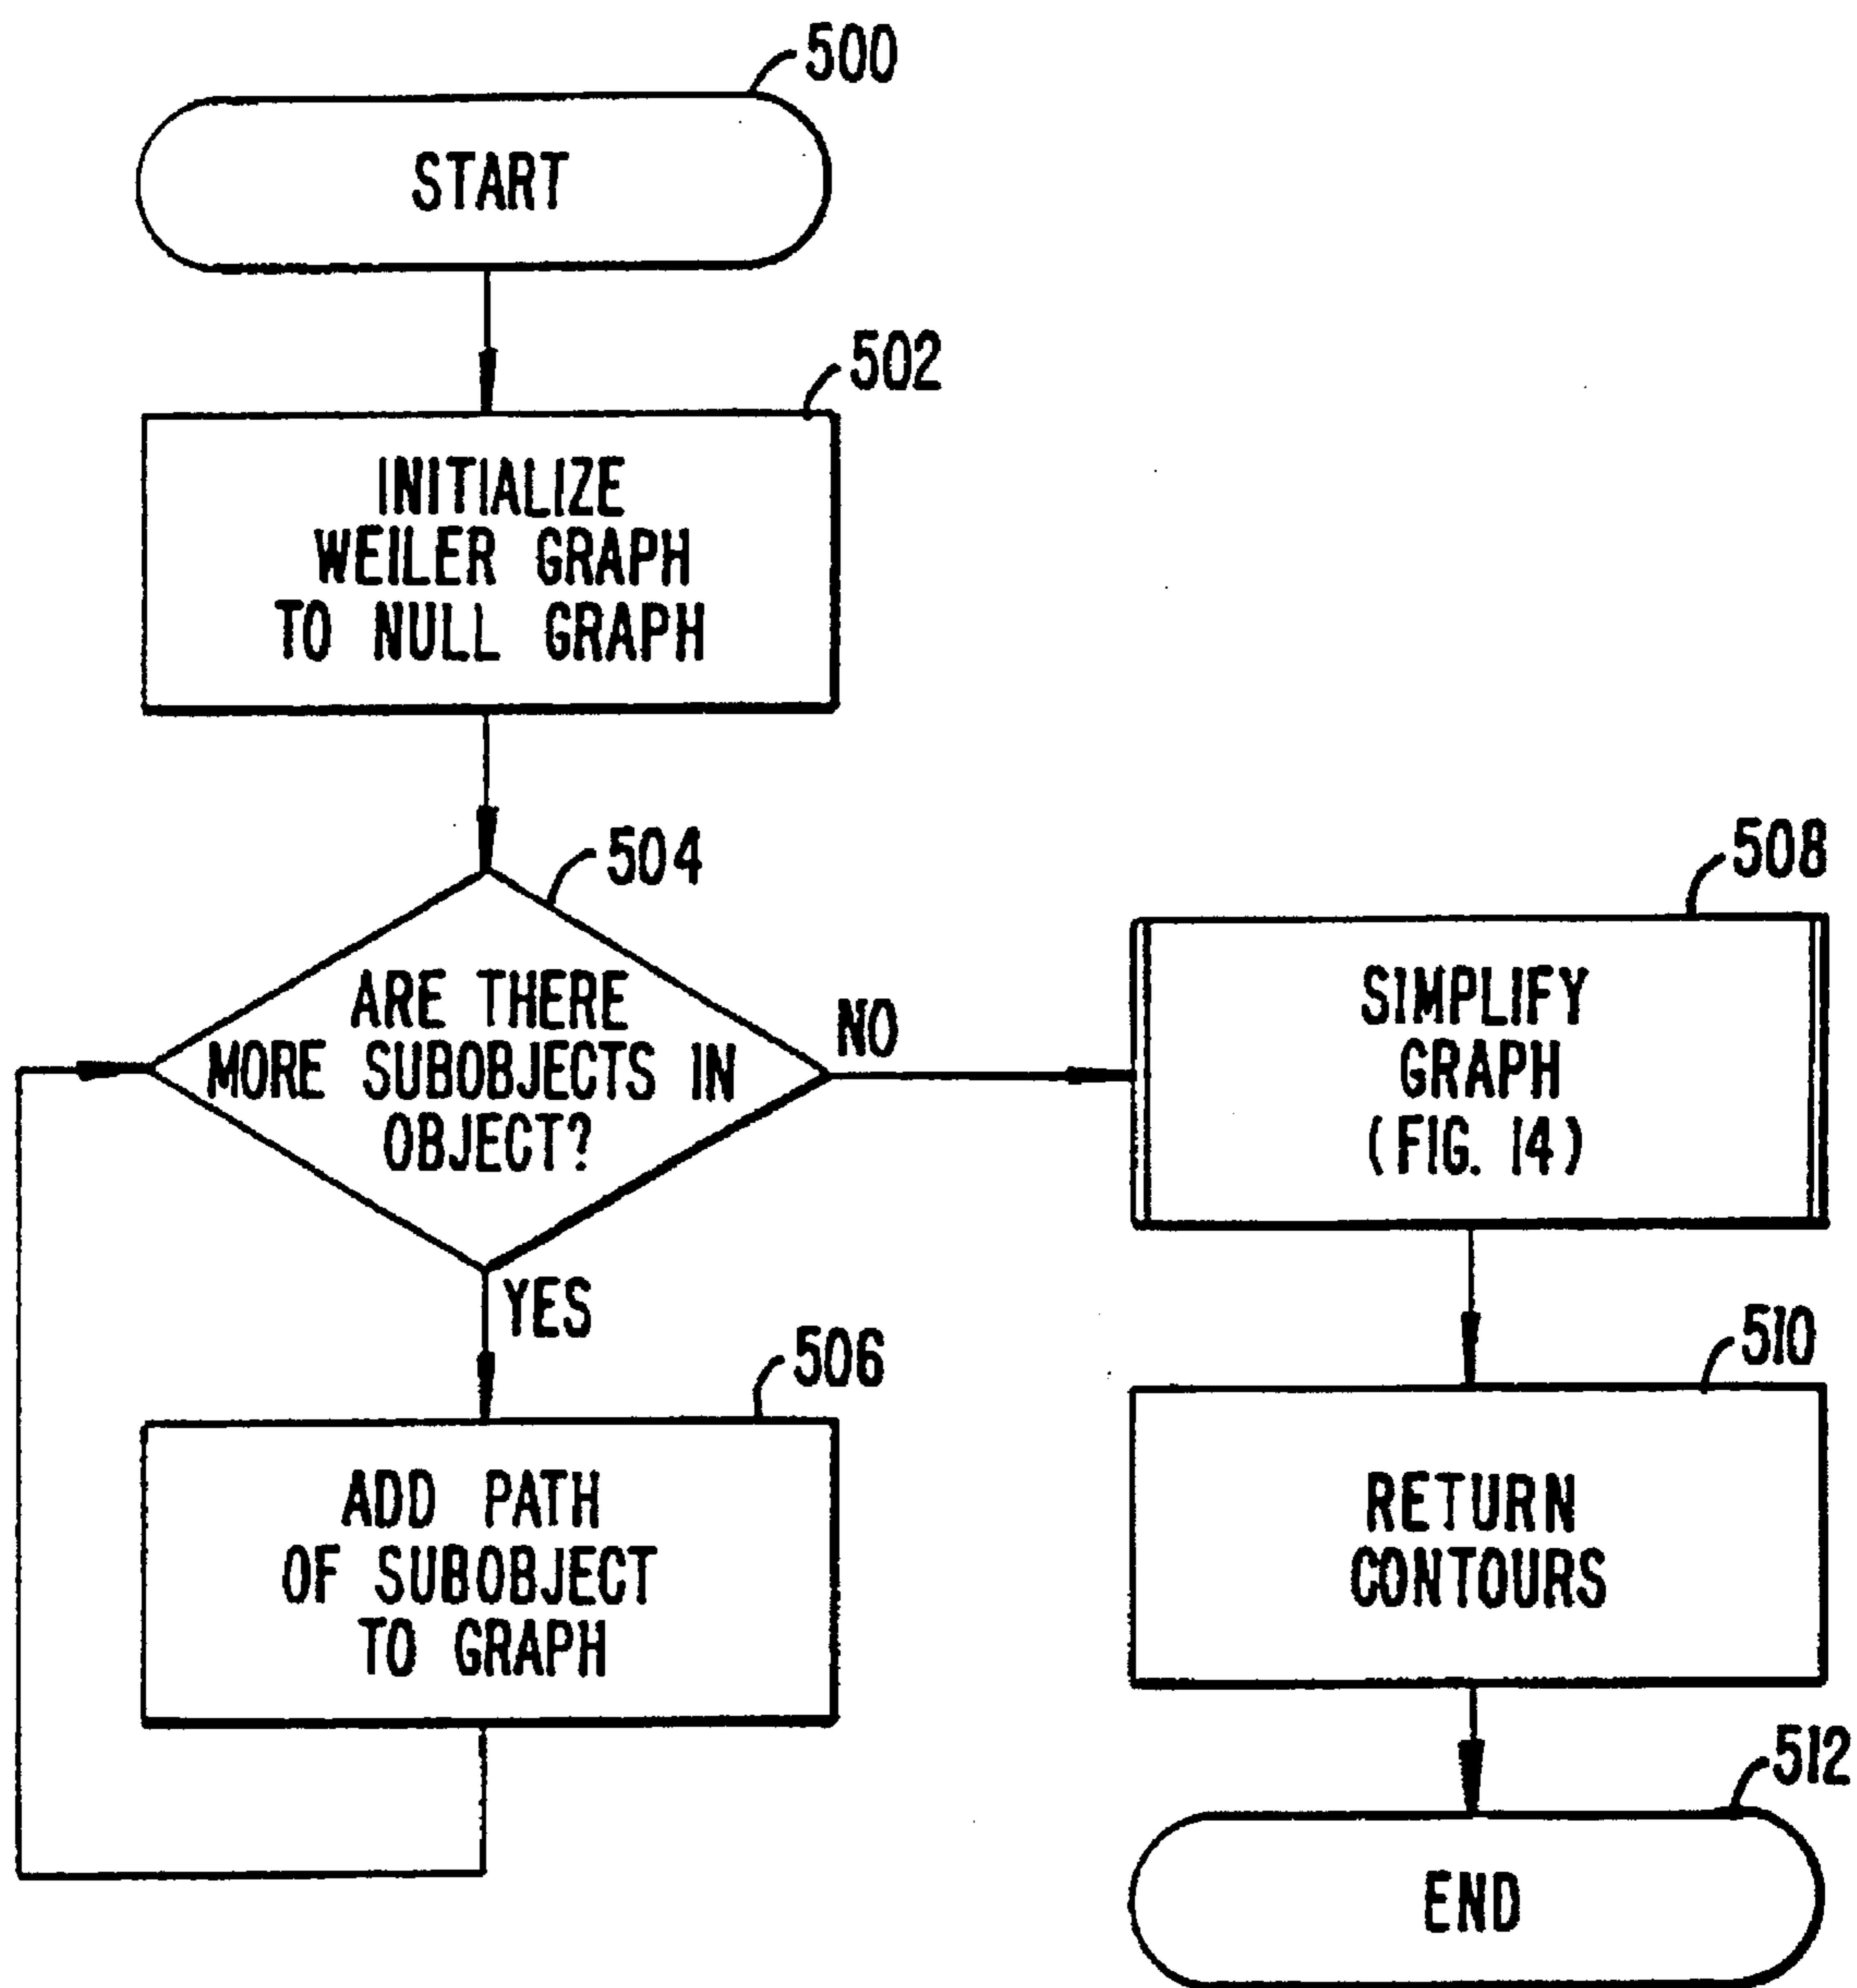 500
START
502
INITIALIZE
WEILER GRAPH
TO NULL GRAPH
504
ARE THERE
MORE SUBOBJECTS IN
OBJECT?
NO
YES
506
ADD PATH
OF SUBOBJECT
TO GRAPH
508
SIMPLIFY
GRAPH
(FIG. 14)
510
RETURN
CONTOURS
512
END